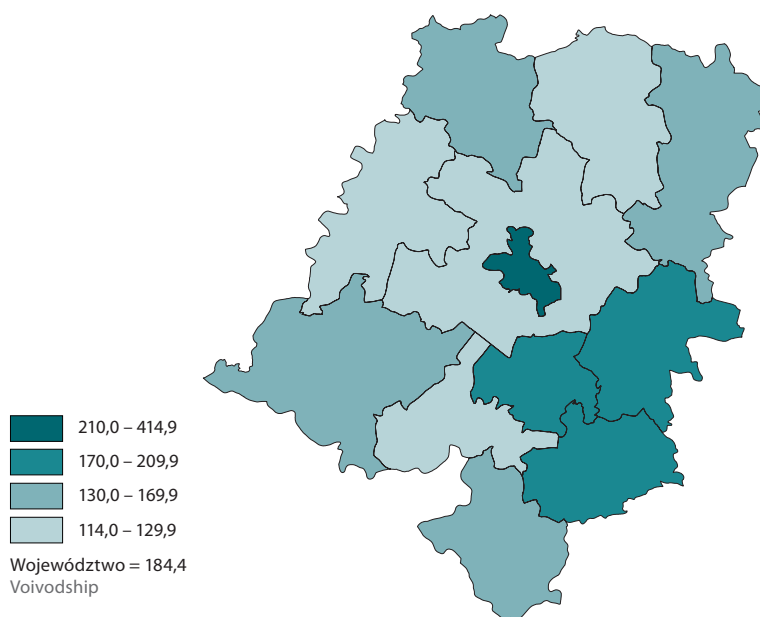 210,0 – 414,9
170,0 – 209,9
130,0 – 169,9
114,0 – 129,9
Województwo = 184,4
Voivodship